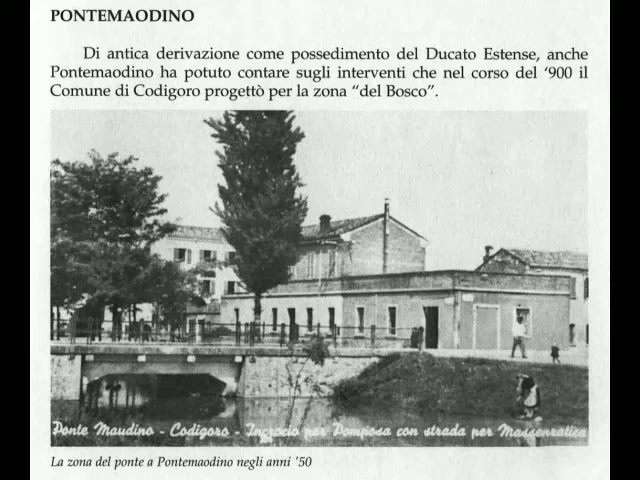 PONTEMAODINO
Di antica derivazione come possedimento del Ducato Estense, anche
Pontemaodino ha potuto contare sugli interventi che nel corso del ‘900 il
Comune di Codigoro progettò per la zona “del Bosco”.
Ponte Maudino - Codigoro - Incrocio per Pomposa con strada per Massenzatica
La zona del ponte a Pontemaodino negli anni '50